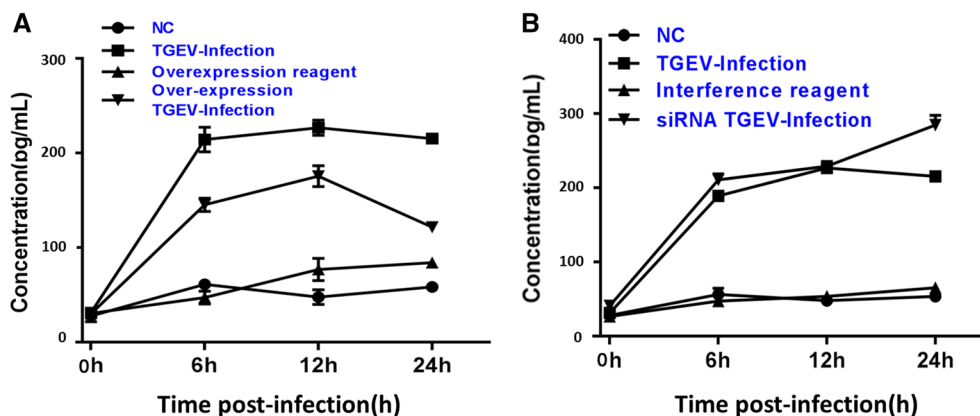 A
NC
TGEV-Infection
Overexpression reagent
Over-expression
TGEV-Infection
300
200
100
0
Concentration(pg/mL)
0h
6h
12h
24h
Time post-infection(h)
B
NC
TGEV-Infection
Interference reagent
siRNA TGEV-Infection
400
300
200
100
0
Concentration(pg/mL)
0h
6h
12h
24h
Time post-infection(h)